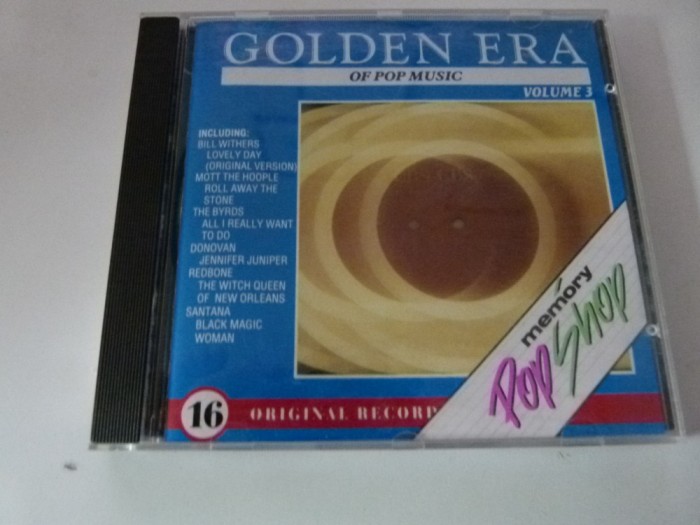 GOLDEN ERA
OF POP MUSIC
VOLUME 3
INCLUDING:
BILL WITHERS
LOVELY DAY
(ORIGINAL VERSION)
MOTT THE HOOPLE
ROLL AWAY THE
STONE
THE BYRDS
ALL I REALLY WANT
TO DO
DONOVAN
JENNIFER JUNIPER
REDBONE
THE WITCH QUEEN
OF NEW ORLEANS
SANTANA
BLACK MAGIC
WOMAN
memory
Pop Shop
16 ORIGINAL RECORD